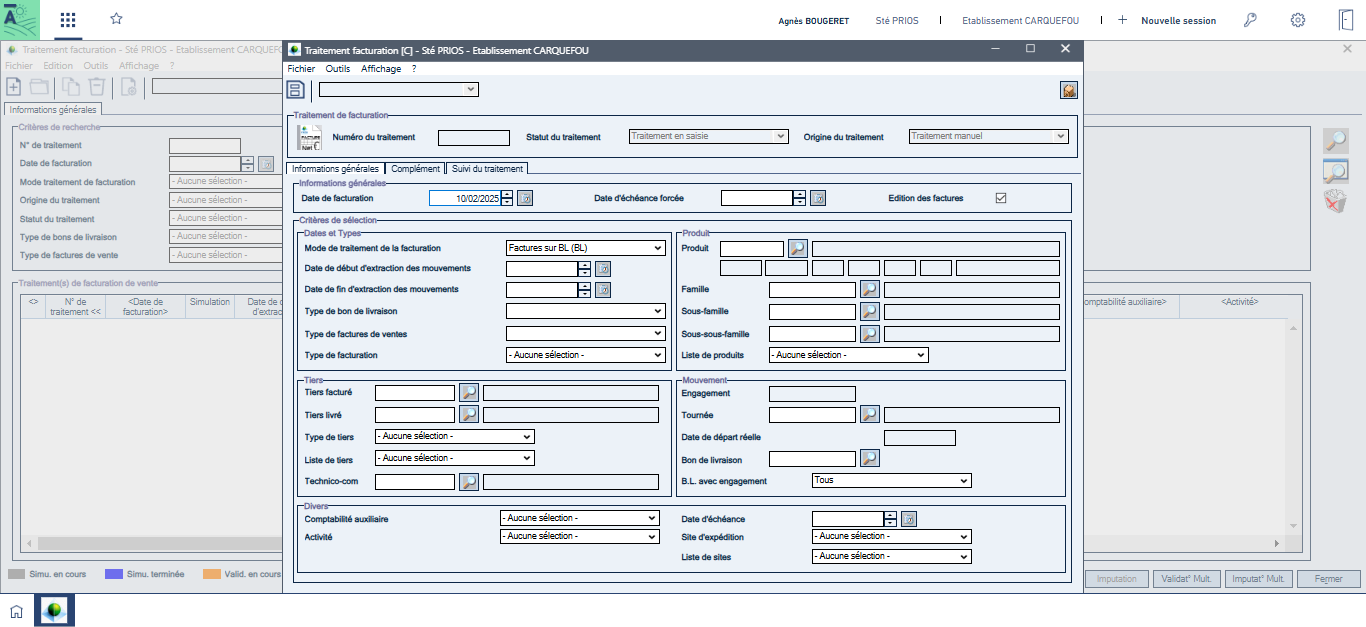 Agnès BOUGERET
Sté PRIOS
Etablissement CARQUEFOU
Nouvelle session
Traitement facturation - Sté PRIOS - Etablissement CARQUEFO
Fichier Edition Outils Affichage ?
Informations générales
Critères de recherche
N° de traitement
Date de facturation
Mode traitement de facturation - Aucune sélection -
Origine du traitement - Aucune sélection -
Statut du traitement - Aucune sélection -
Type de bons de livraison - Aucune sélection -
Type de factures de vente - Aucune sélection -
Traitement(s) de facturation de vente
<> N° de traitement << <Date de facturation> Simulation Date de d'extrac
omptabilité auxiliaire> <Activité>
Simu. en cours Simu. terminée Valid. en cours
Imputation Validat° Mult. Imputat° Mult. Fermer
Traitement facturation [C] - Sté PRIOS - Etablissement CARQUEFOU
Fichier Outils Affichage ?
Traitement de facturation
FACTURE
Net €
Numéro du traitement
Statut du traitement Traitement en saisie
Origine du traitement Traitement manuel
Informations générales Complément Suivi du traitement
Informations générales
Date de facturation 10/02/2025
Date d'échéance forcée
Edition des factures
Critères de sélection
Dates et Types
Mode de traitement de la facturation Factures sur BL (BL)
Date de début d'extraction des mouvements
Date de fin d'extraction des mouvements
Type de bon de livraison
Type de factures de ventes
Type de facturation - Aucune sélection -
Produit
Produit
Famille
Sous-famille
Sous-sous-famille
Liste de produits - Aucune sélection -
Tiers
Tiers facturé
Tiers livré
Type de tiers - Aucune sélection -
Liste de tiers - Aucune sélection -
Technico-com
Mouvement
Engagement
Tournée
Date de départ réelle
Bon de livraison
B.L. avec engagement Tous
Divers
Comptabilité auxiliaire - Aucune sélection -
Activité - Aucune sélection -
Date d'échéance
Site d'expédition - Aucune sélection -
Liste de sites - Aucune sélection -